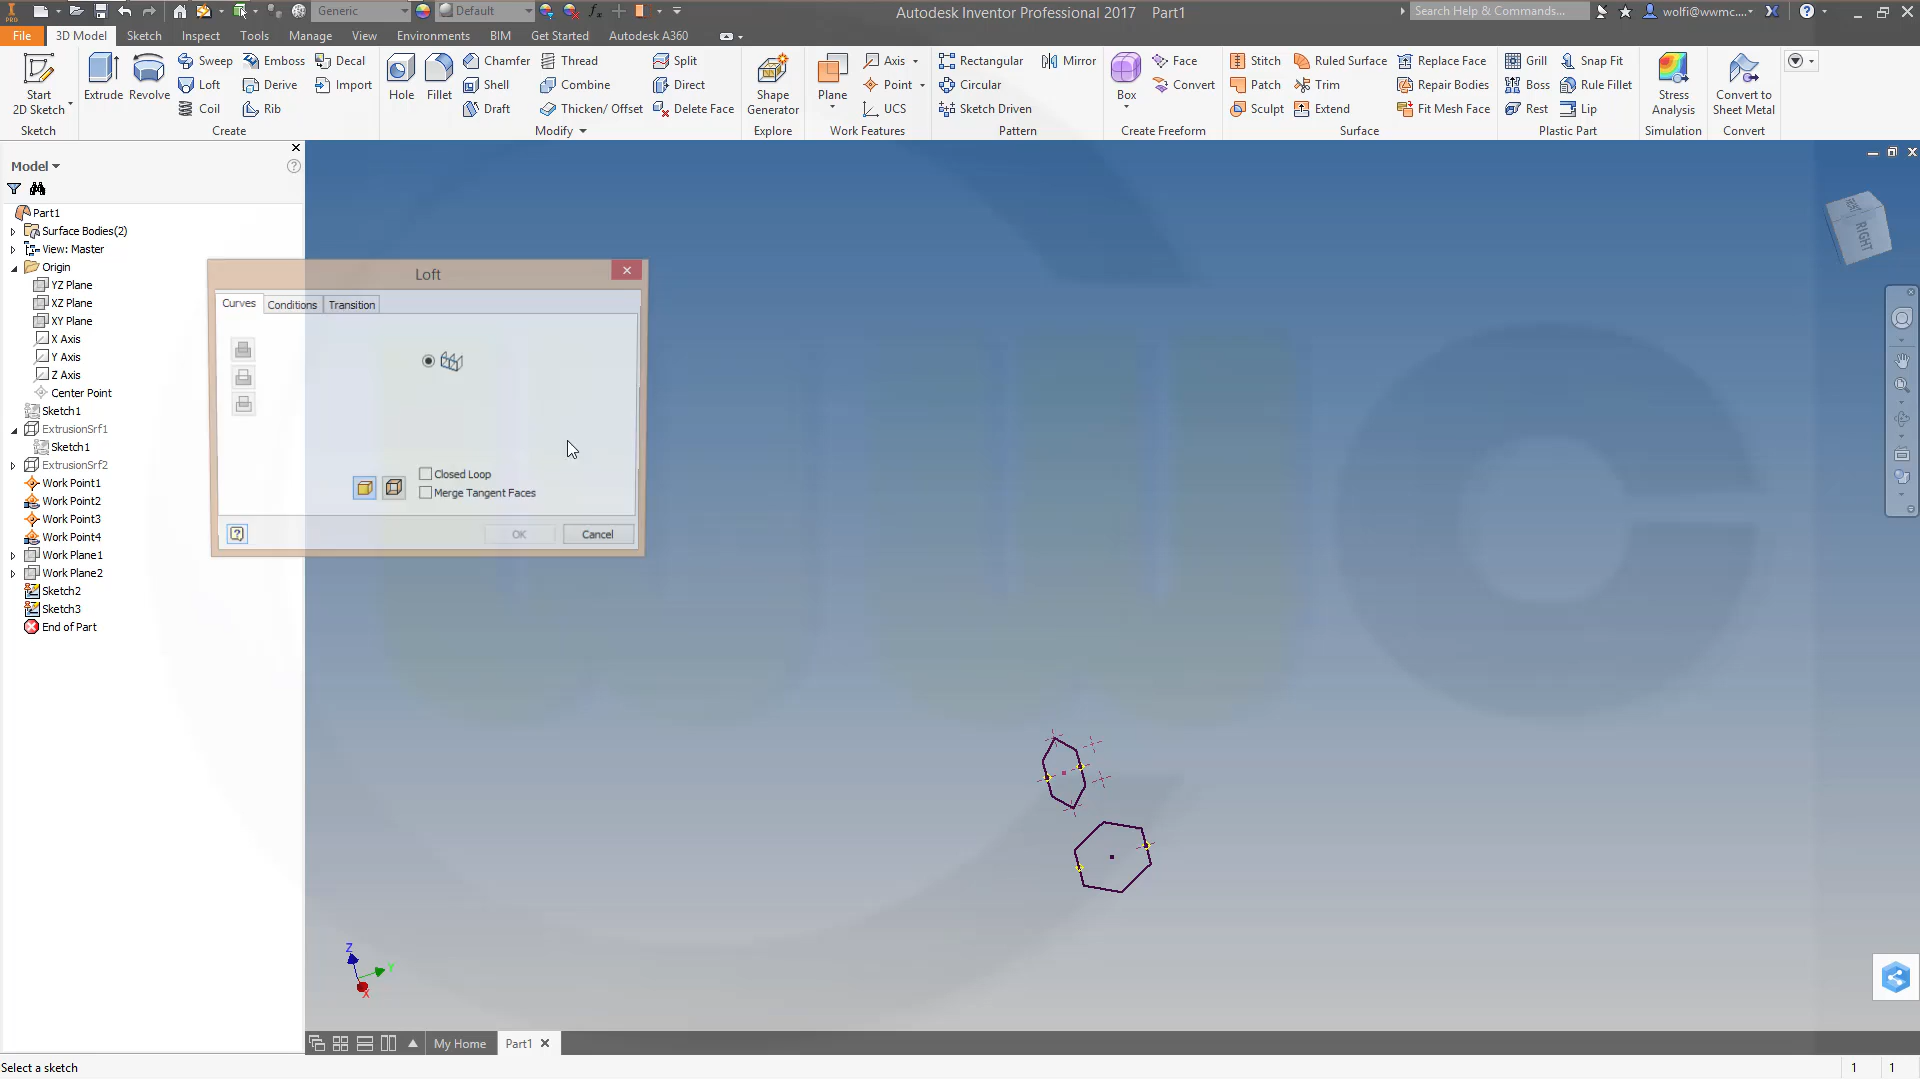 Generic
Default
Autodesk Inventor Professional 2017 Part1
Search Help & Commands...
wolfi@wwmc....
PRO
File
3D Model
Sketch
Inspect
Tools
Manage
View
Environments
BIM
Get Started
Autodesk A360
Start
2D Sketch
Sketch
Extrude
Revolve
Sweep
Loft
Coil
Emboss
Derive
Rib
Decal
Import
Create
Hole
Fillet
Chamfer
Shell
Draft
Thread
Combine
Thicken/ Offset
Split
Direct
Delete Face
Modify
Shape
Generator
Explore
Plane
Axis
Point
UCS
Work Features
Rectangular
Circular
Sketch Driven
Mirror
Pattern
Box
Face
Convert
Create Freeform
Stitch
Patch
Sculpt
Ruled Surface
Trim
Extend
Replace Face
Repair Bodies
Fit Mesh Face
Surface
Grill
Boss
Rest
Snap Fit
Rule Fillet
Lip
Plastic Part
Stress
Analysis
Simulation
Convert to
Sheet Metal
Convert
Model
Part1
Surface Bodies(2)
View: Master
Origin
YZ Plane
XZ Plane
XY Plane
X Axis
Y Axis
Z Axis
Center Point
Sketch1
ExtrusionSrf1
Sketch1
ExtrusionSrf2
Work Point1
Work Point2
Work Point3
Work Point4
Work Plane1
Work Plane2
Sketch2
Sketch3
End of Part
Loft
Curves
Conditions
Transition
Closed Loop
Merge Tangent Faces
OK
Cancel
RIGHT
Z
Y
X
My Home
Part1
Select a sketch
1
1